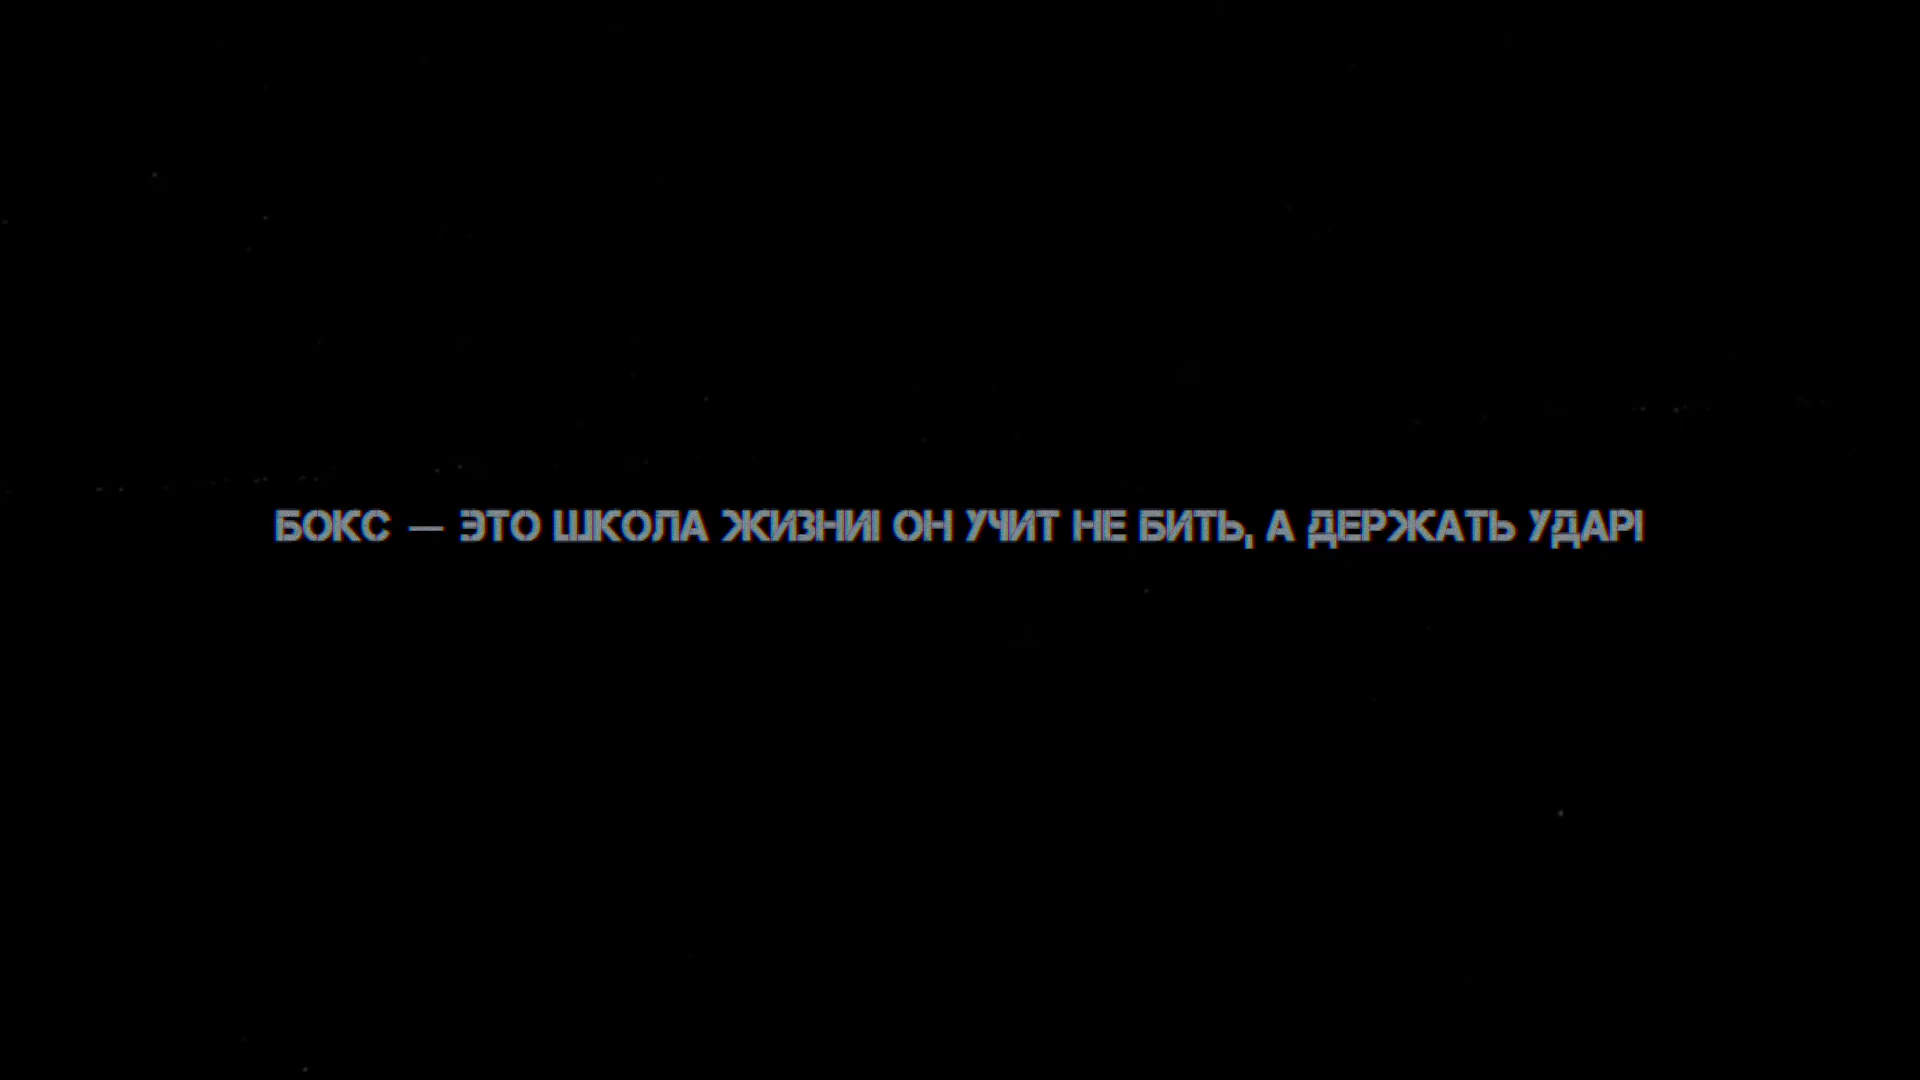 БОКС — ЭТО ШКОЛА ЖИЗНИ! ОН УЧИТ НЕ БИТЬ, А ДЕРЖАТЬ УДАР!